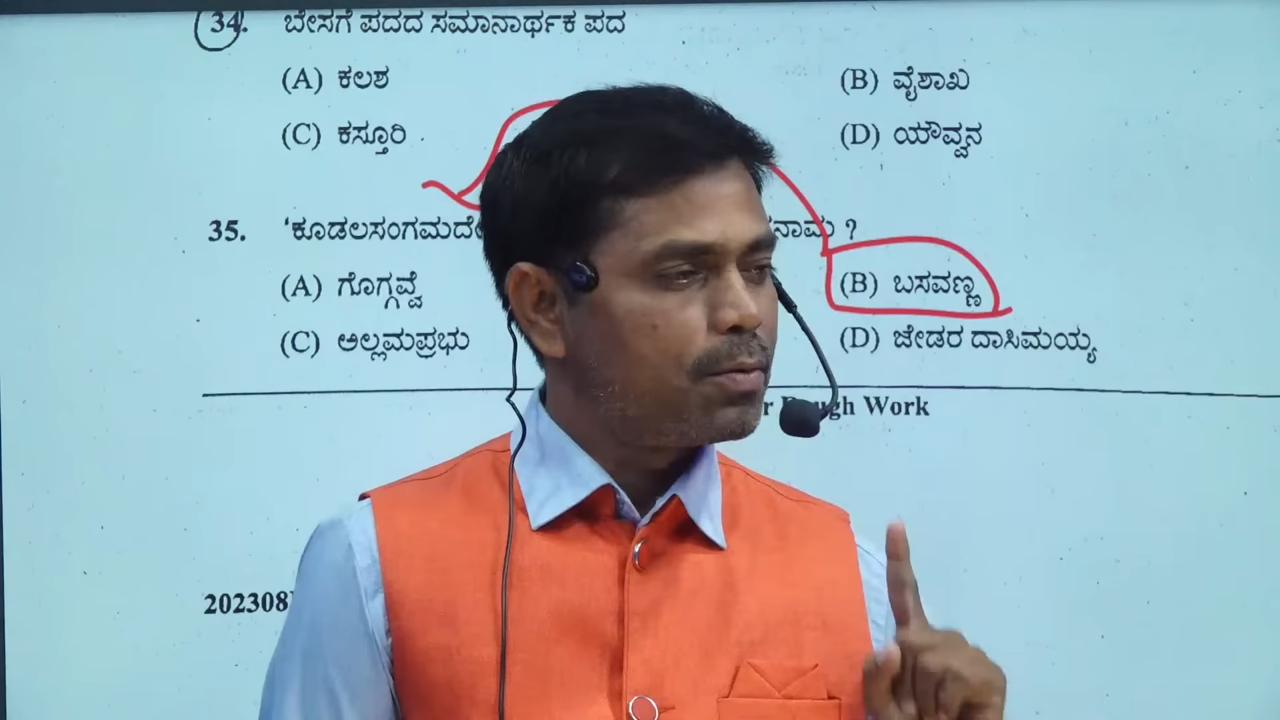 34. ಬೇಸಗೆ ಪದದ ಸಮಾನಾರ್ಥಕ ಪದ
(A) ಕಲಶ (B) ವೈಶಾಖ
(C) ಕಸ್ತೂರಿ (D) ಯೌವ್ವನ
35. ‘ಕೂಡಲಸಂಗಮದೇ ನಾಮ ?
(A) ಗೊಗ್ಗವ್ವೆ (B) ಬಸವಣ್ಣ
(C) ಅಲ್ಲಮಪ್ರಭು (D) ಜೇಡರ ದಾಸಿಮಯ್ಯ
Rough Work
202308